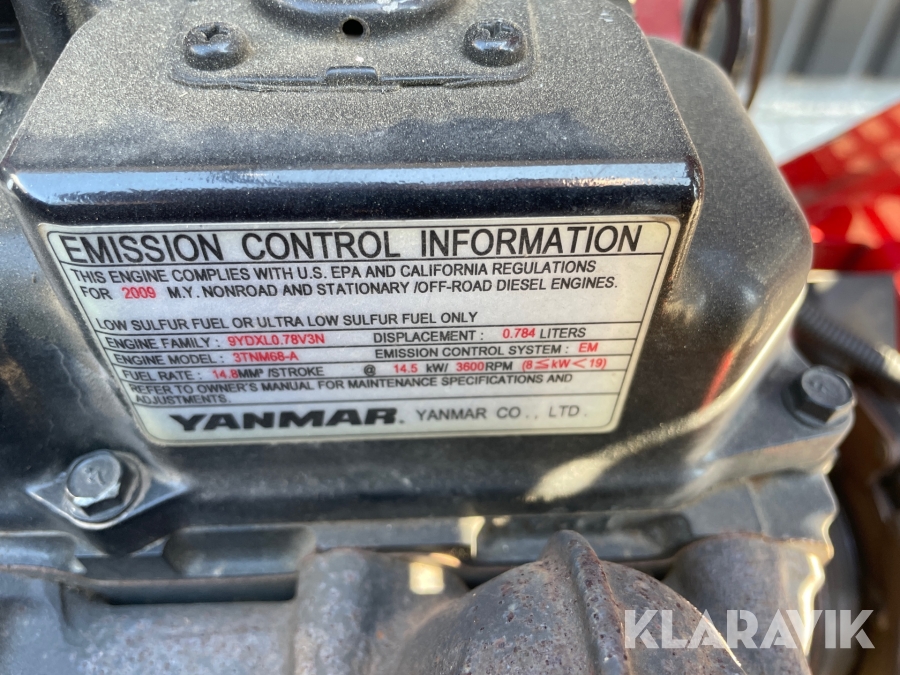 EMISSION CONTROL INFORMATION
THIS ENGINE COMPLIES WITH U.S. EPA AND CALIFORNIA REGULATIONS
FOR 2009 M.Y. NONROAD AND STATIONARY /OFF-ROAD DIESEL ENGINES.
LOW SULFUR FUEL OR ULTRA LOW SULFUR FUEL ONLY
ENGINE FAMILY : 9YDXL0.78V3N DISPLACEMENT : 0.784 LITERS
ENGINE MODEL : 3TNM68-A EMISSION CONTROL SYSTEM : EM
FUEL RATE : 14.8MM³ /STROKE @ 14.5 kW/ 3600RPM (8≦kW<19)
REFER TO OWNER'S MANUAL FOR MAINTENANCE SPECIFICATIONS AND
ADJUSTMENTS.
YANMAR. YANMAR CO., LTD.
KLARAVIK